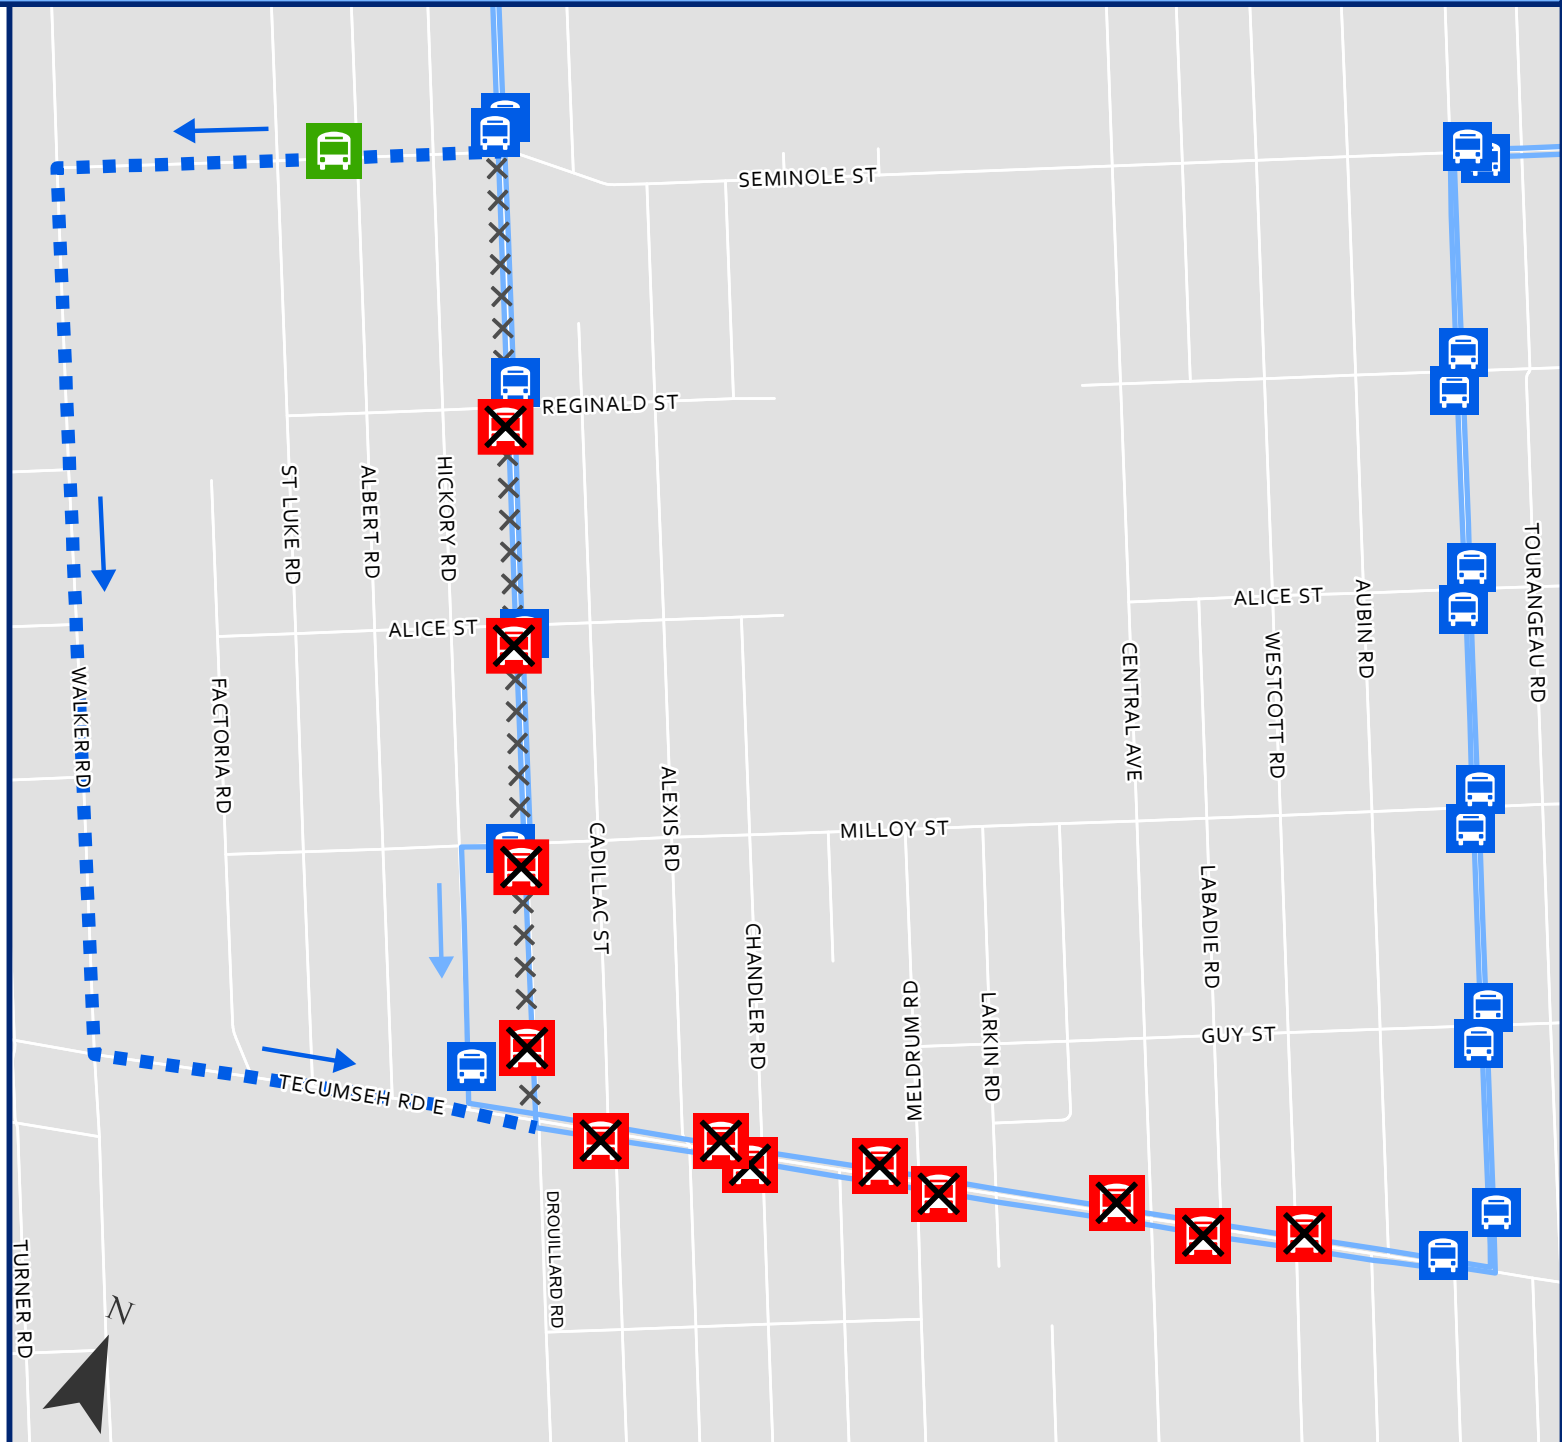 SEMINOLE ST
REGINALD ST
ST LUKE RD
ALBERT RD
HICKORY RD
TOURANGEAU RD
ALICE ST
ALICE ST
AUBIN RD
WESTCOTT RD
CENTRAL AVE
WALKER RD
FACTORIA RD
ALEXIS RD
CADILLAC ST
MILLOY ST
LABADIE RD
CHANDLER RD
MELDRUM RD
LARKIN RD
GUY ST
TECUMSEH RD E
DROUILLARD RD
TURNER RD
N